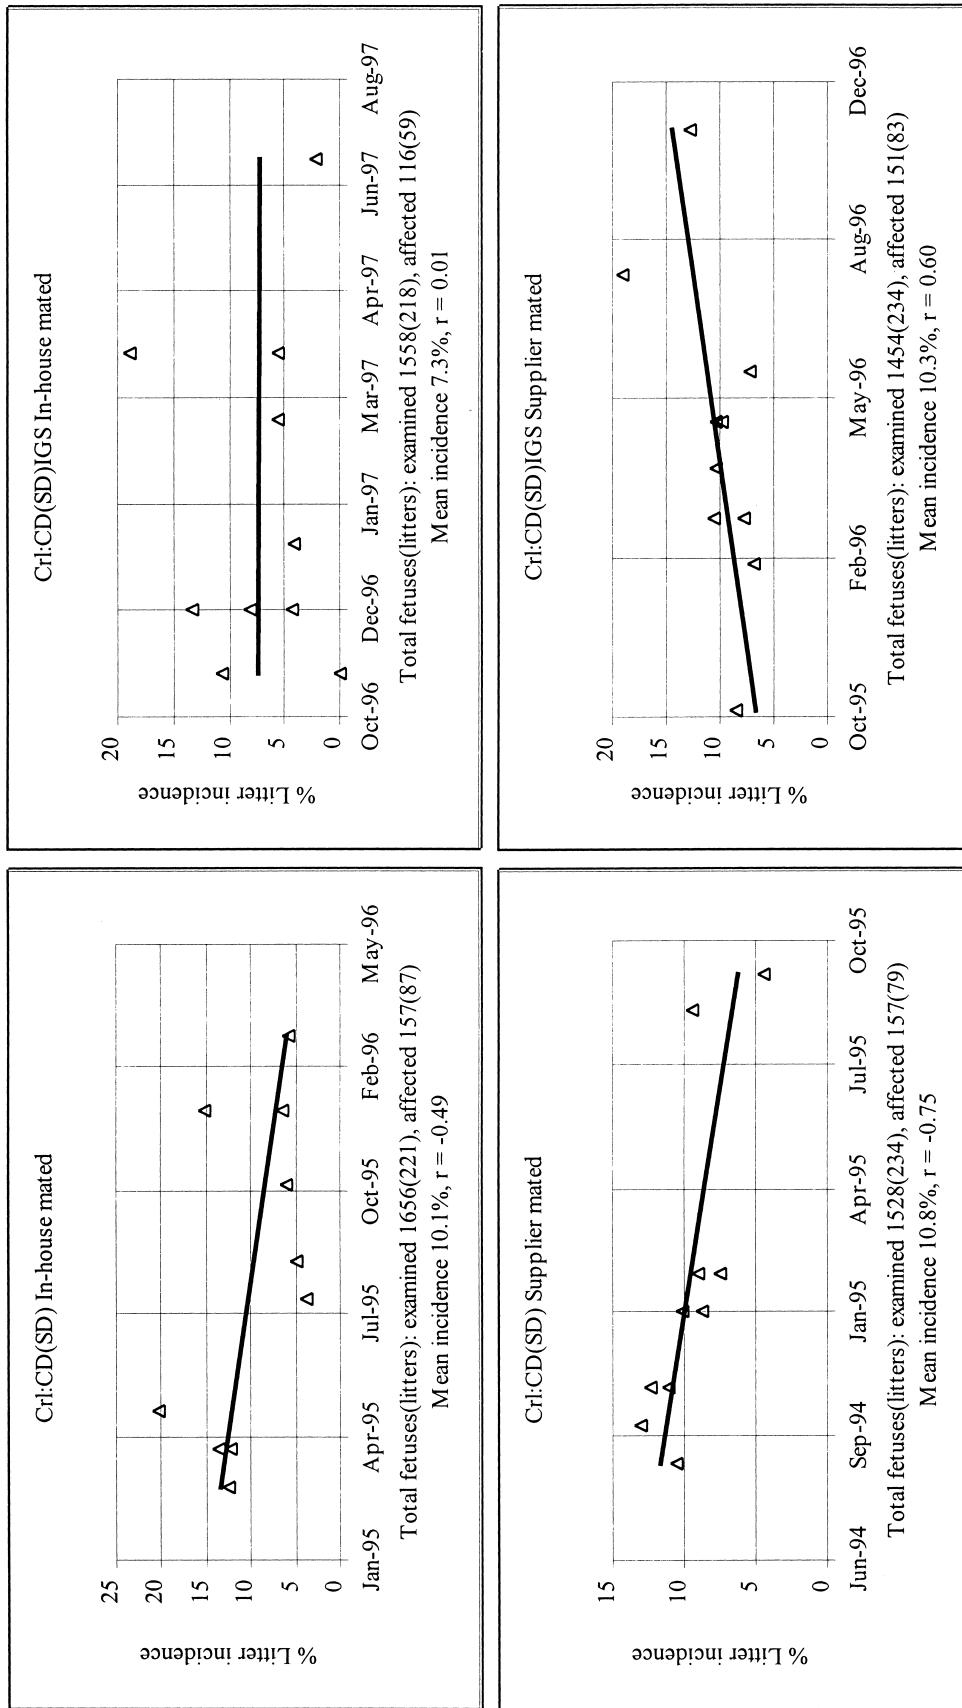 Crl:CD(SD) In-house mated
% Litter incidence
25
20
15
10
5
0
Jan-95 Apr-95 Jul-95 Oct-95 Feb-96 May-96
Total fetuses(litters): examined 1656(221), affected 157(87)
Mean incidence 10.1%, r = -0.49
Crl:CD(SD)IGS In-house mated
% Litter incidence
20
15
10
5
0
Oct-96 Dec-96 Jan-97 Mar-97 Apr-97 Jun-97 Aug-97
Total fetuses(litters): examined 1558(218), affected 116(59)
Mean incidence 7.3%, r = 0.01
Crl:CD(SD) Supplier mated
% Litter incidence
15
10
5
0
Jun-94 Sep-94 Jan-95 Apr-95 Jul-95 Oct-95
Total fetuses(litters): examined 1528(234), affected 157(79)
Mean incidence 10.8%, r = -0.75
Crl:CD(SD)IGS Supplier mated
% Litter incidence
20
15
10
5
0
Oct-95 Feb-96 May-96 Aug-96 Dec-96
Total fetuses(litters): examined 1454(234), affected 151(83)
Mean incidence 10.3%, r = 0.60